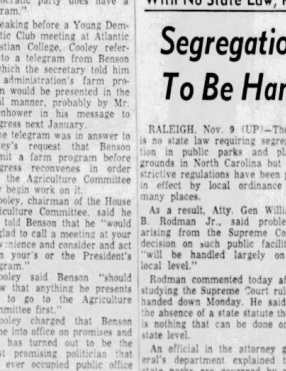 ocratic party does have a
ram."
eaking before a Young Dem-
tic Club meeting at Atlantic
stian College, Cooley refer-
to a telegram from Benson
which the secretary told him
administration's farm pro-
n would be presented in the
l manner, probably by Mr.
nhower in his message to
gress next January.
e telegram was in answer to
ey's request that Benson
mit a farm program before
gress reconvenes in order
the Agriculture Committee
begin work on it.
ooley, chairman of the House
iculture Committee, said he
told Benson that he "would
lad to call a meeting at your
venience and consider and act
n your's or the President's
gram."
ooley said Benson "should
w that anything he presents
to go to the Agriculture
mittee first."
ooley charged that Benson
ne into office on promises and
has turned out to be the
t promising politician that
ever occupied public office
With No State Law,
Segregatio
To Be Han
RALEIGH, Nov. 9 (UP)—The
is no state law requiring segre
tion in public parks and pla
grounds in North Carolina but
strictive regulations have been
in effect by local ordinance
many places.
As a result, Atty. Gen. Willi
B. Rodman Jr., said proble
arising from the Supreme Co
decision on such public facilit
"will be handled largely on
local level."
Rodman commented today af
studying the Supreme Court rul
handed down Monday. He said
the absence of a state statute th
is nothing that can be done on
state level.
An official in the attorney g
eral's department explained t